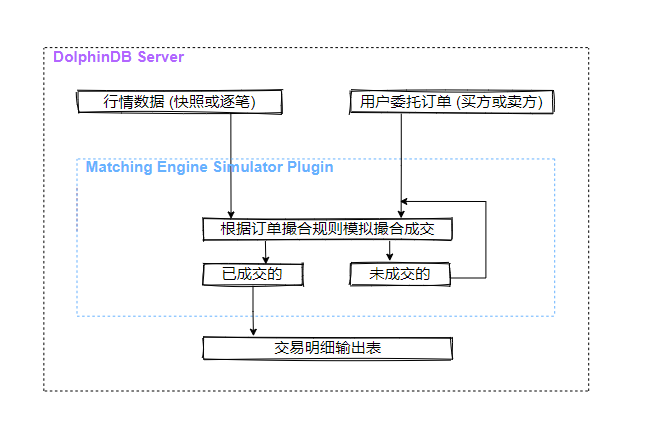 DolphinDB Server
行情数据 (快照或逐笔)
用户委托订单 (买方或卖方)
Matching Engine Simulator Plugin
根据订单撮合规则模拟撮合成交
已成交的
未成交的
交易明细输出表